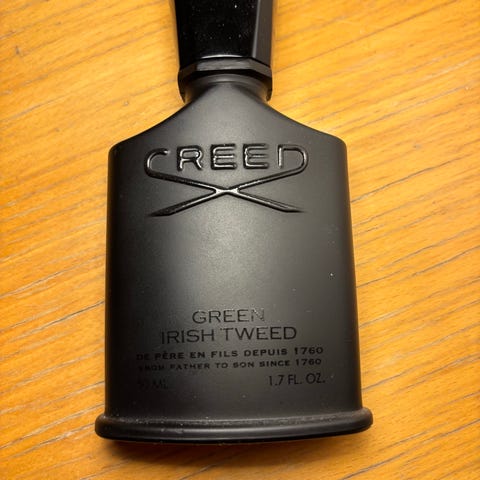 CREED
GREEN
IRISH TWEED
DE PÈRE EN FILS DEPUIS 1760
FROM FATHER TO SON SINCE 1760
50 ML 1.7 FL. OZ.